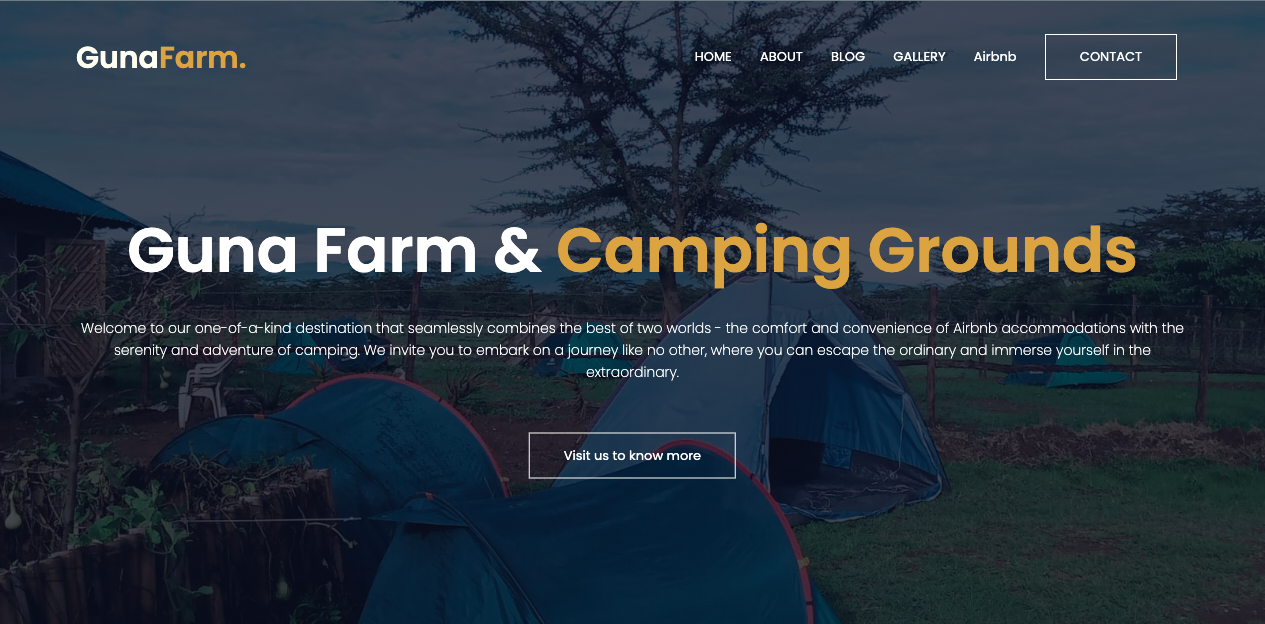 GunaFarm.
HOME ABOUT BLOG GALLERY Airbnb CONTACT
Guna Farm & Camping Grounds
Welcome to our one-of-a-kind destination that seamlessly combines the best of two worlds - the comfort and convenience of Airbnb accommodations with the
serenity and adventure of camping. We invite you to embark on a journey like no other, where you can escape the ordinary and immerse yourself in the
extraordinary.
Visit us to know more